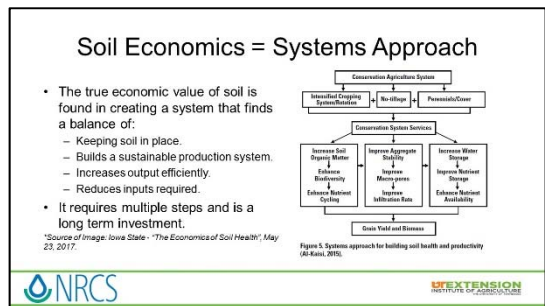 Soil Economics = Systems Approach
• The true economic value of soil is
found in creating a system that finds
a balance of:
– Keeping soil in place.
– Builds a sustainable production system.
– Increases output efficiently.
– Reduces inputs required.
• It requires multiple steps and is a
long term investment.
*Source of Image: Iowa State - "The Economics of Soil Health", May
23, 2017.
Conservation Agriculture System
Intensified Cropping
System/Rotation
+
No-tillage
+
Perennials/Cover
Conservation System Services
Increase Soil
Organic Matter
Enhance
Biodiversity
Enhance Nutrient
Cycling
Improve Aggregate
Stability
Improve
Macro-pores
Improve
Infiltration Rate
Increase Water
Storage
Improve Nutrient
Storage
Enhance Nutrient
Availability
Grain Yield and Biomass
Figure 5. Systems approach for building soil health and productivity
(Al-Kaisi, 2015).
NRCS
UT EXTENSION
INSTITUTE OF AGRICULTURE